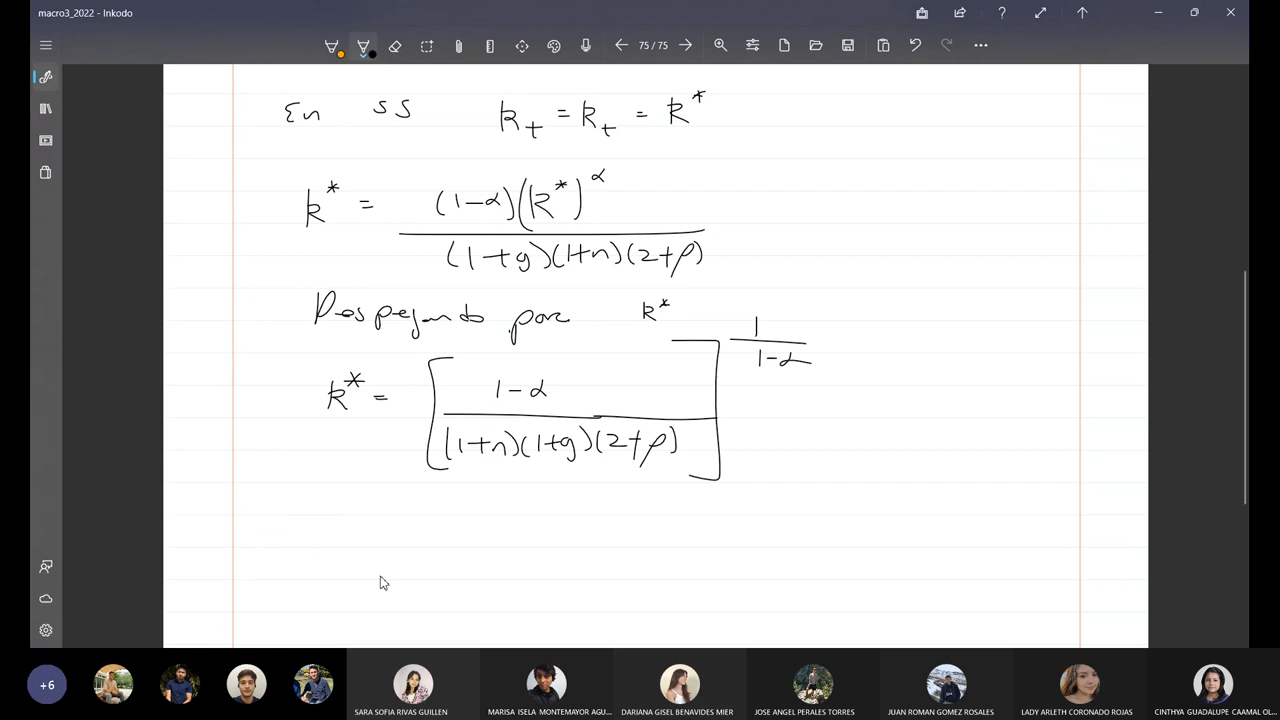 macro3_2022 - Inkodo
75 / 75
En SS k_t = k_t = k^*
k^* = (1-α)(k^*)^α / (1+g)(1+n)(2+ρ)
Despejando para k^*
k^* = [ 1-α / (1+n)(1+g)(2+ρ) ]^(1 / 1-α)
+6
SARA SOFIA RIVAS GUILLEN
MARISA ISELA MONTEMAYOR AGU...
DARIANA GISEL BENAVIDES MIER
JOSE ANGEL PERALES TORRES
JUAN ROMAN GOMEZ ROSALES
LADY ARLETH CORONADO ROJAS
CINTHYA GUADALUPE CAAMAL OL...